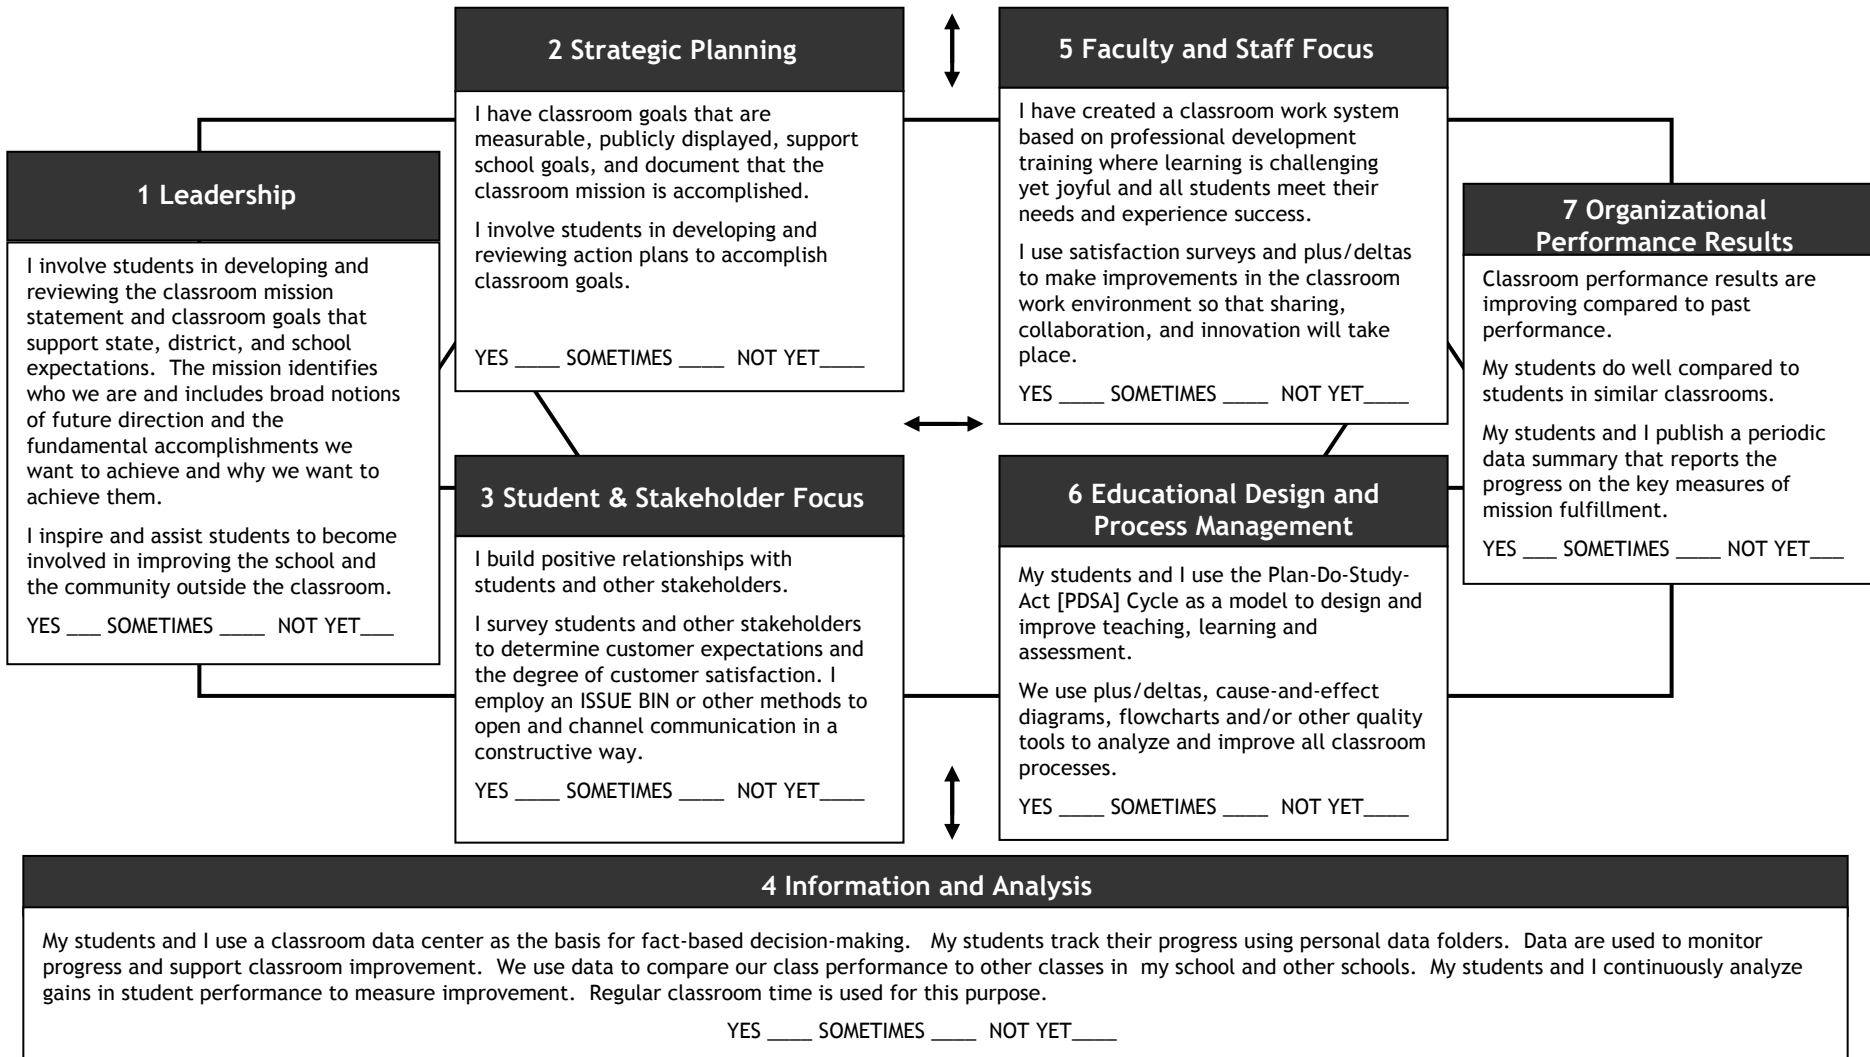 1 Leadership
I involve students in developing and
reviewing the classroom mission
statement and classroom goals that
support state, district, and school
expectations.  The mission identifies
who we are and includes broad notions
of future direction and the
fundamental accomplishments we
want to achieve and why we want to
achieve them.
I inspire and assist students to become
involved in improving the school and
the community outside the classroom.
YES ___ SOMETIMES ____  NOT YET___
2 Strategic Planning
I have classroom goals that are
measurable, publicly displayed, support
school goals, and document that the
classroom mission is accomplished.
I involve students in developing and
reviewing action plans to accomplish
classroom goals.
YES ____ SOMETIMES ____  NOT YET____
3 Student & Stakeholder Focus
I build positive relationships with
students and other stakeholders.
I survey students and other stakeholders
to determine customer expectations and
the degree of customer satisfaction. I
employ an ISSUE BIN or other methods to
open and channel communication in a
constructive way.
YES ____ SOMETIMES ____  NOT YET____
5 Faculty and Staff Focus
I have created a classroom work system
based on professional development
training where learning is challenging
yet joyful and all students meet their
needs and experience success.
I use satisfaction surveys and plus/deltas
to make improvements in the classroom
work environment so that sharing,
collaboration, and innovation will take
place.
YES ____ SOMETIMES ____  NOT YET____
6 Educational Design and
Process Management
My students and I use the Plan-Do-Study-
Act [PDSA] Cycle as a model to design and
improve teaching, learning and
assessment.
We use plus/deltas, cause-and-effect
diagrams, flowcharts and/or other quality
tools to analyze and improve all classroom
processes.
YES ____ SOMETIMES ____  NOT YET____
7 Organizational
Performance Results
Classroom performance results are
improving compared to past
performance.
My students do well compared to
students in similar classrooms.
My students and I publish a periodic
data summary that reports the
progress on the key measures of
mission fulfillment.
YES ___ SOMETIMES ____ NOT YET___
4 Information and Analysis
My students and I use a classroom data center as the basis for fact-based decision-making.   My students track their progress using personal data folders.  Data are used to monitor
progress and support classroom improvement.  We use data to compare our class performance to other classes in  my school and other schools.  My students and I continuously analyze
gains in student performance to measure improvement.  Regular classroom time is used for this purpose.
YES ____ SOMETIMES ____  NOT YET____